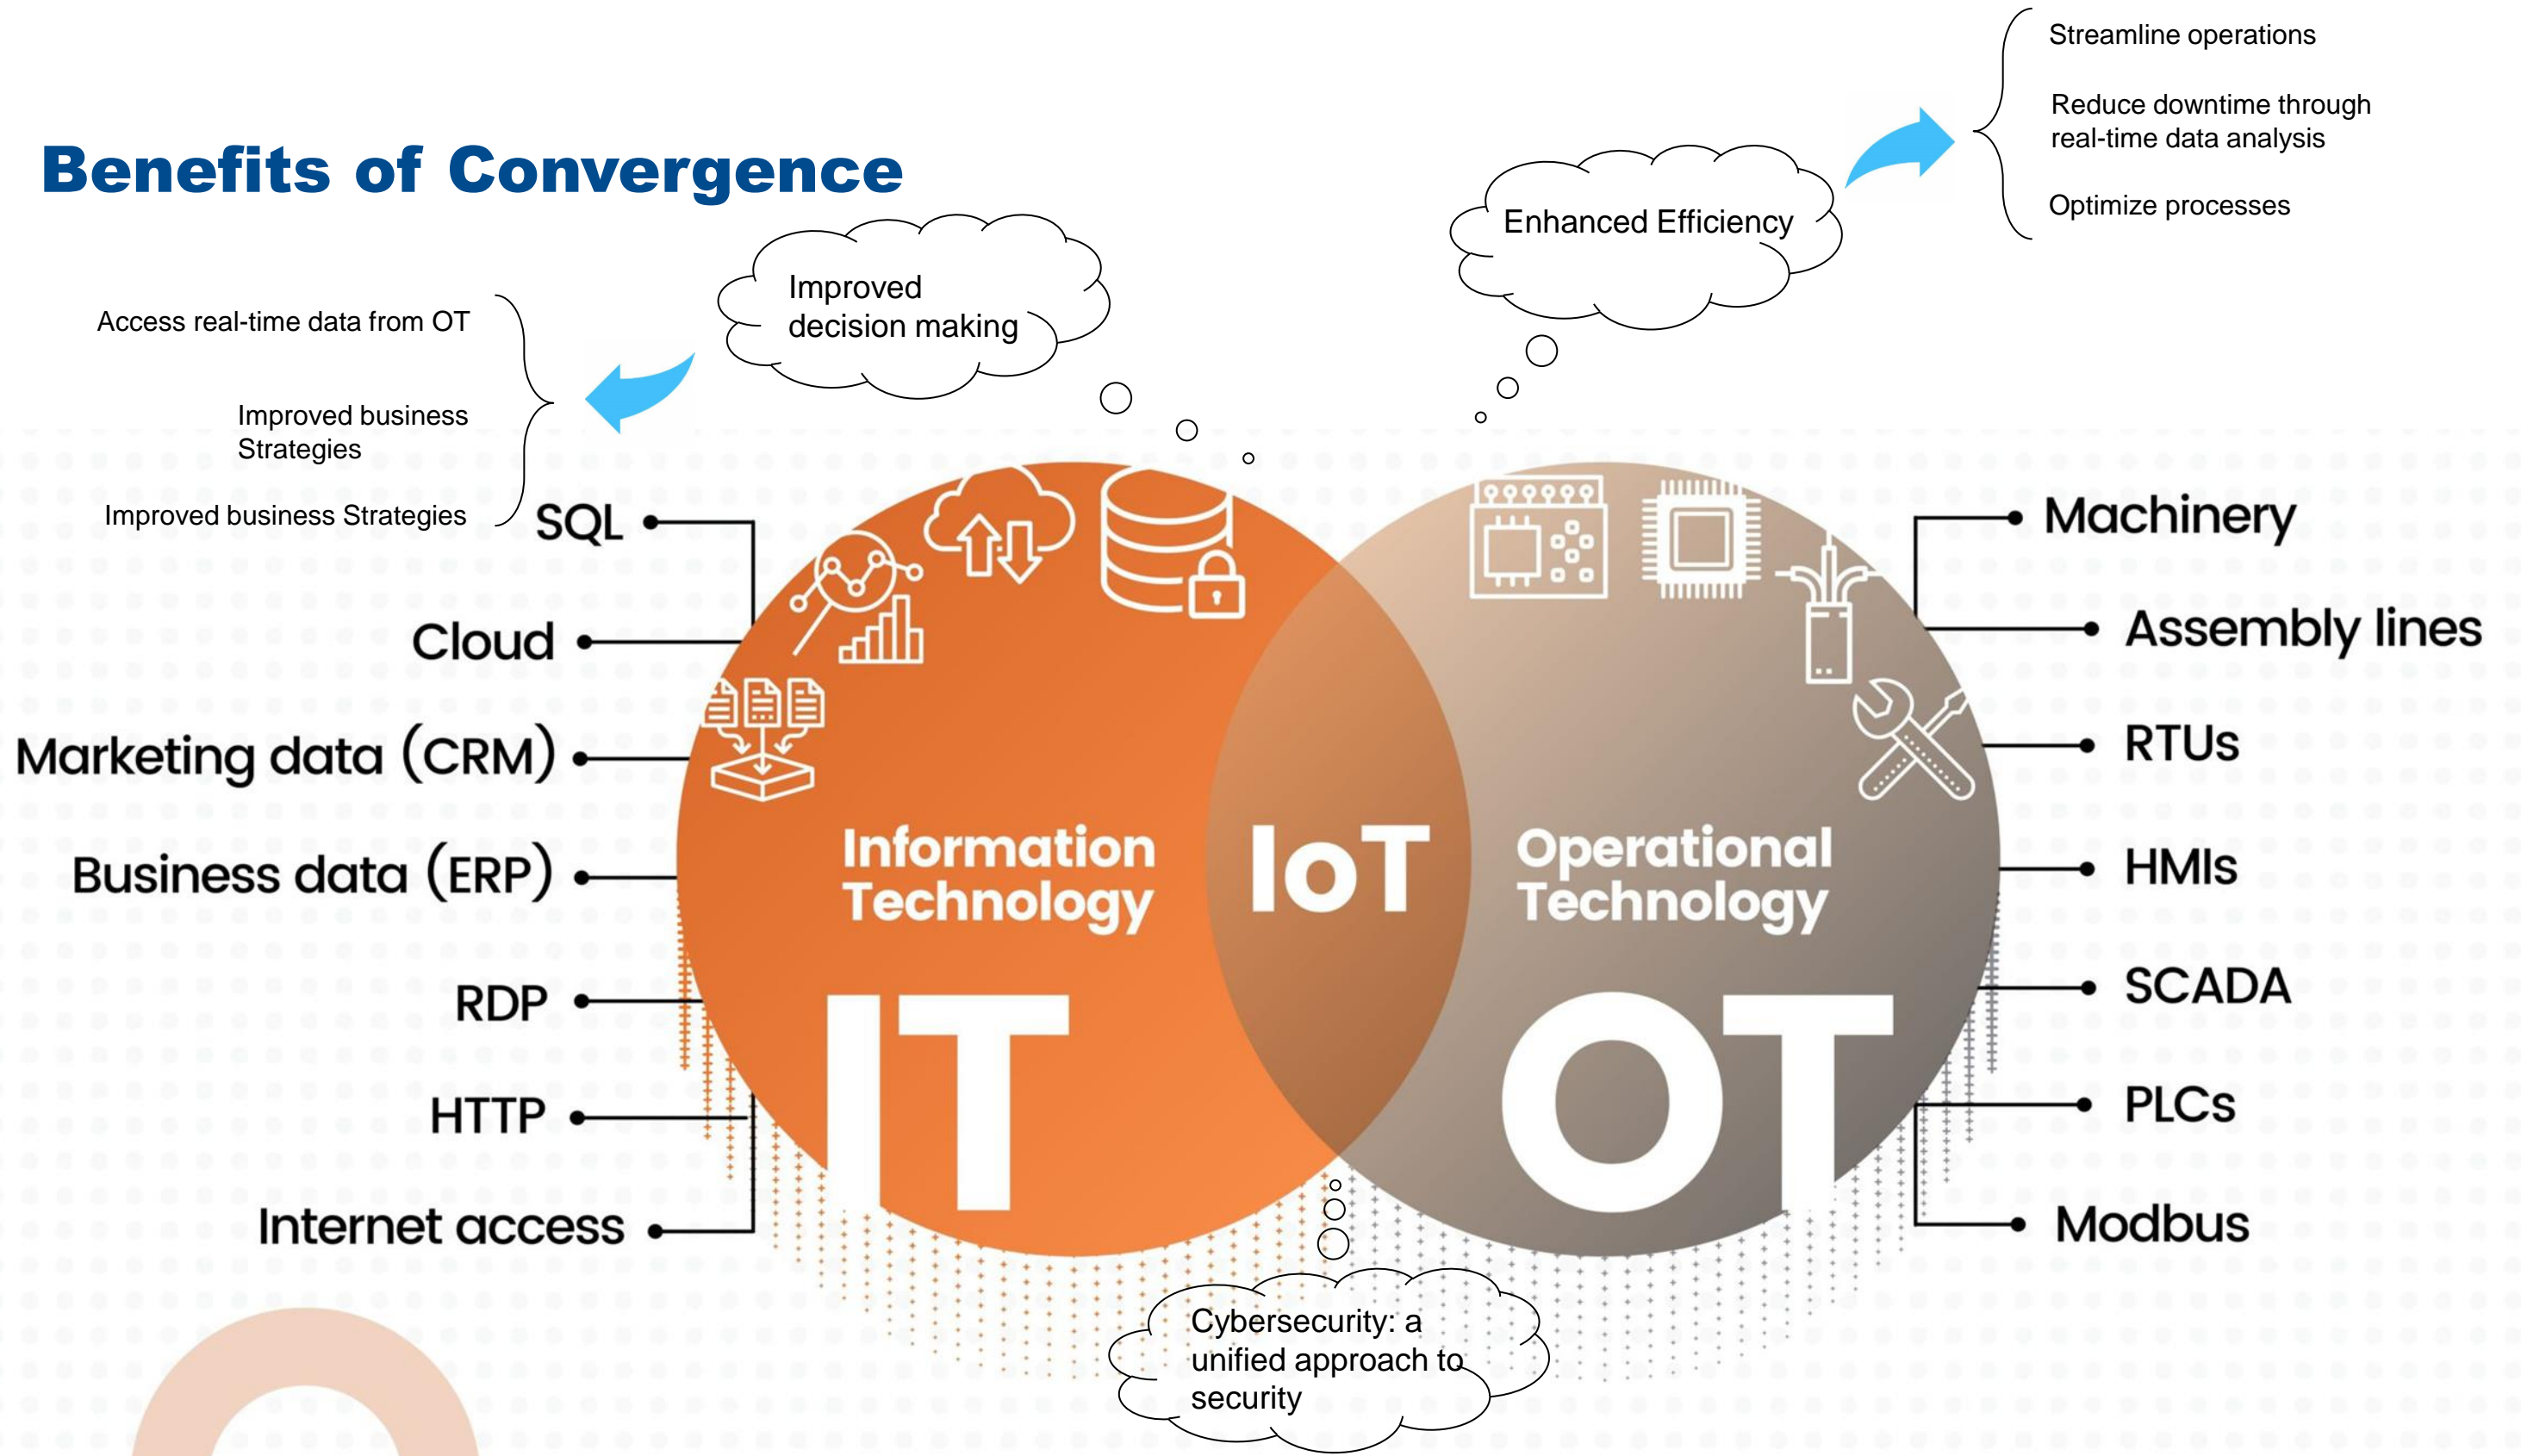 Benefits of Convergence
Streamline operations
Reduce downtime through
real-time data analysis
Optimize processes
Enhanced Efficiency
Improved
decision making
Access real-time data from OT
Improved business
Strategies
Improved business Strategies
SQL
Cloud
Marketing data (CRM)
Business data (ERP)
RDP
HTTP
Internet access
Information
Technology
IT
IoT
Operational
Technology
OT
Machinery
Assembly lines
RTUs
HMIs
SCADA
PLCs
Modbus
Cybersecurity: a
unified approach to
security